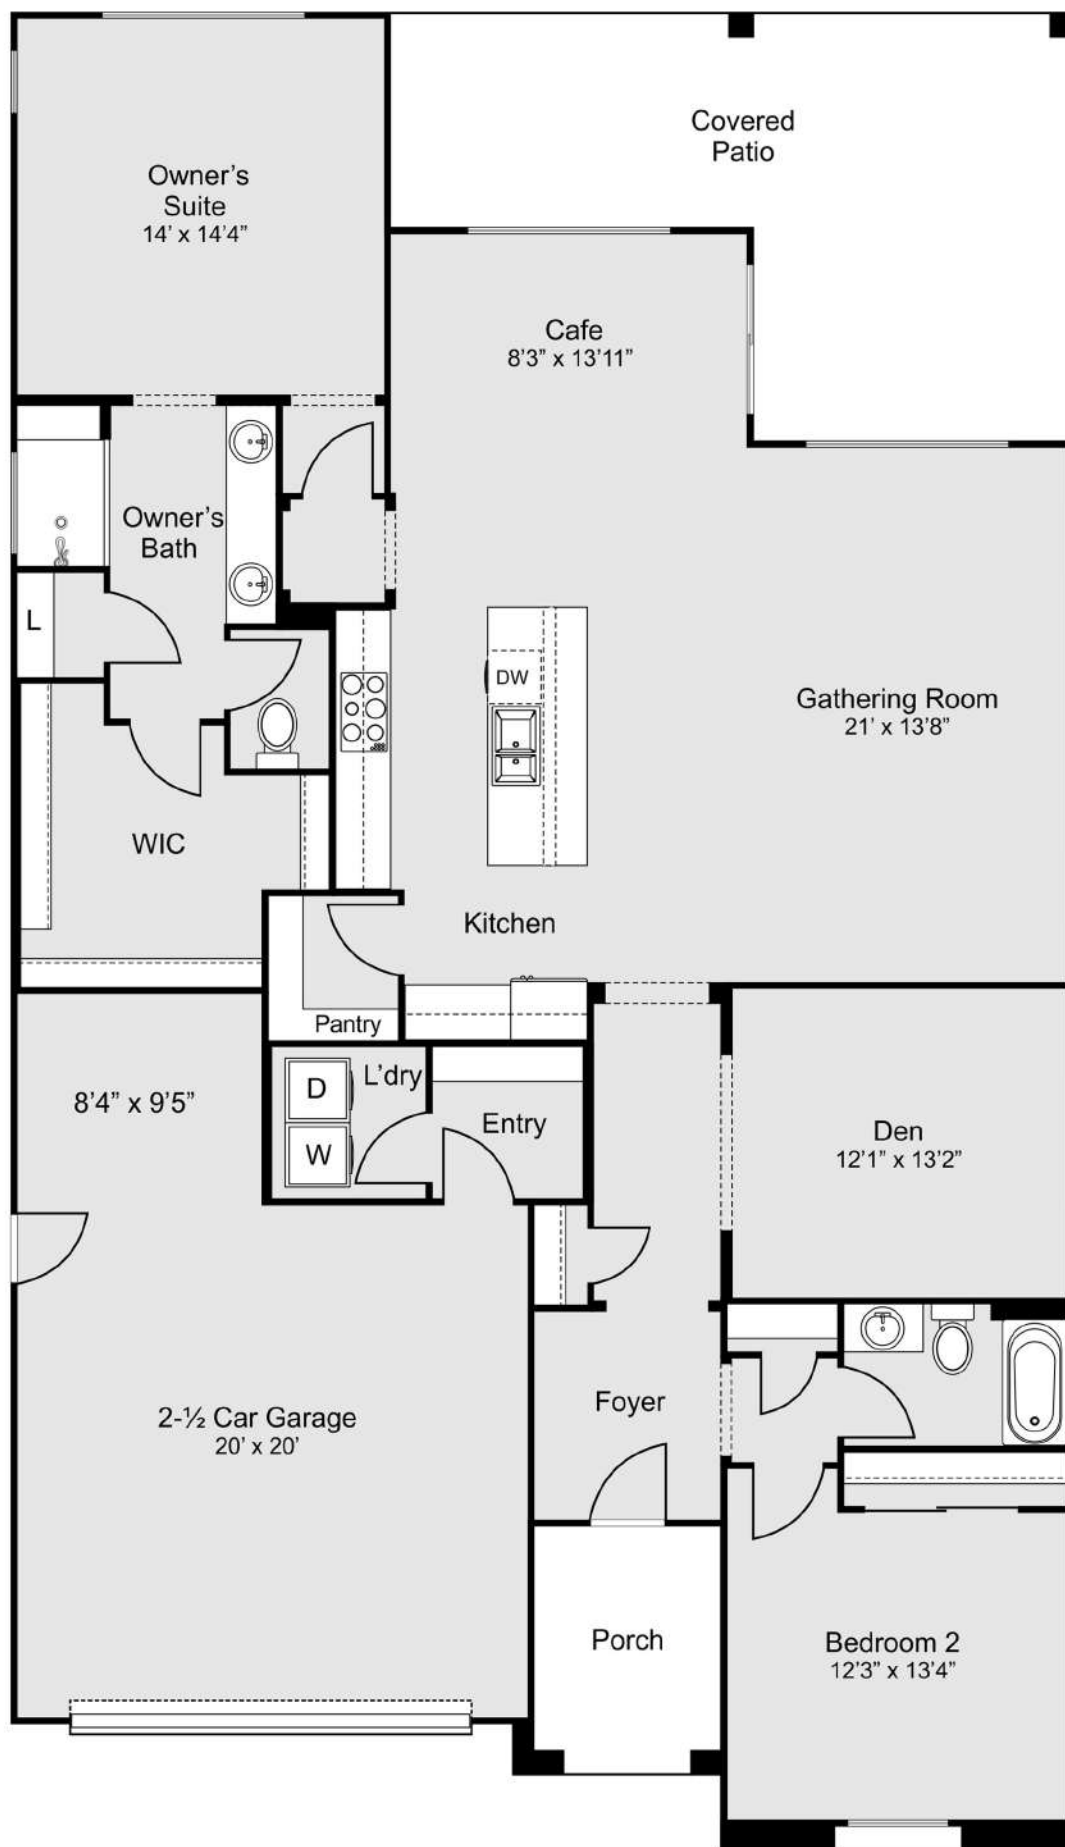 Covered
Patio
Owner's
Suite
14' x 14'4"
Cafe
8'3" x 13'11"
Owner's
Bath
L
DW
Gathering Room
21' x 13'8"
WIC
Kitchen
Pantry
8'4" x 9'5"
D
L'dry
W
Entry
Den
12'1" x 13'2"
2-½ Car Garage
20' x 20'
Foyer
Porch
Bedroom 2
12'3" x 13'4"